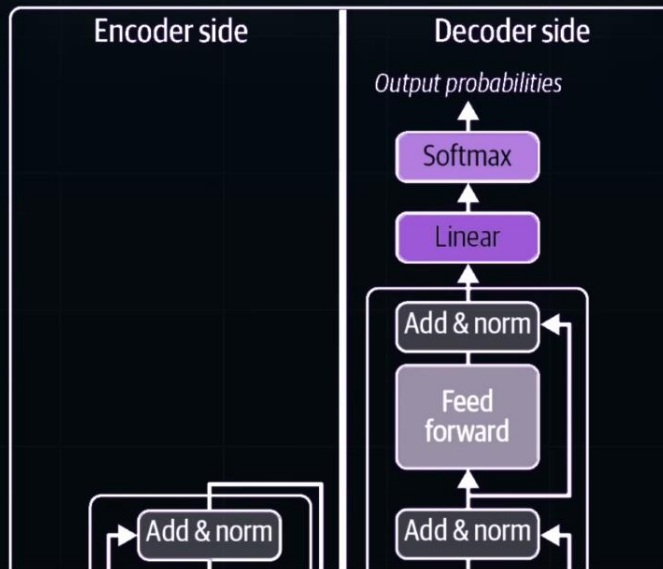 Encoder side
Decoder side
Output probabilities
Softmax
Linear
Add & norm
Feed
forward
Add & norm
Add & norm